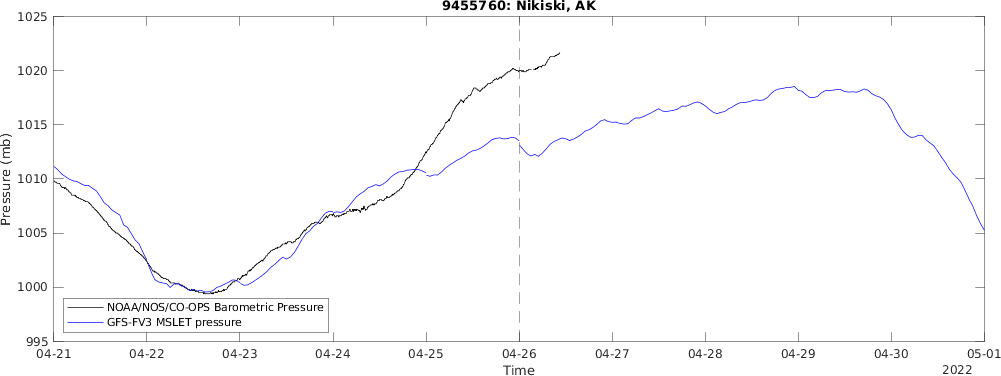 9455760: Nikiski, AK
1025
1020
1015
1010
1005
1000
995
Pressure (mb)
NOAA/NOS/CO-OPS Barometric Pressure
GFS-FV3 MSLET pressure
04-21 04-22 04-23 04-24 04-25 04-26 04-27 04-28 04-29 04-30 05-01
Time
2022